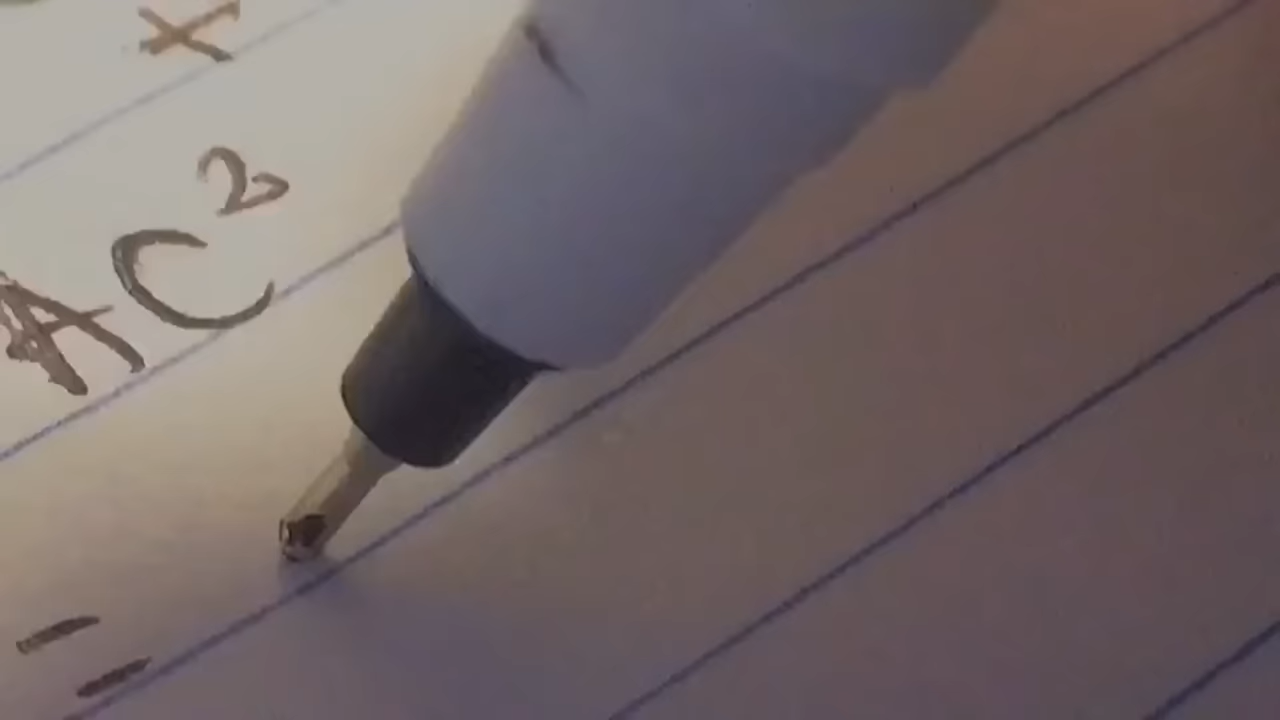 +
AC²
=